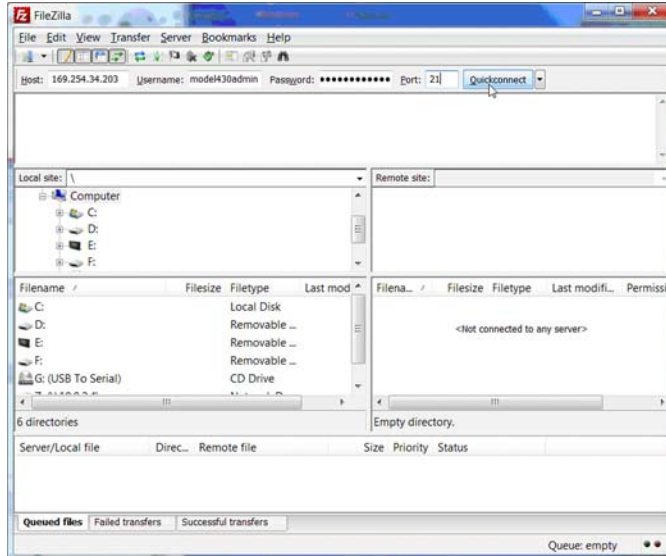 FileZilla
File Edit View Transfer Server Bookmarks Help
Host: 169.254.34.203 Username: model430admin Password: ●●●●●●●●●●●● Port: 21 Quickconnect
Local site: \ Remote site:
Computer
C:
D:
E:
F:
Filename Filesize Filetype Last mod
C: Local Disk
D: Removable ...
E: Removable ...
F: Removable ...
G: (USB To Serial) CD Drive
6 directories
Filena... Filesize Filetype Last modifi... Permissi
<Not connected to any server>
Empty directory.
Server/Local file Direc... Remote file Size Priority Status
Queued files Failed transfers Successful transfers
Queue: empty